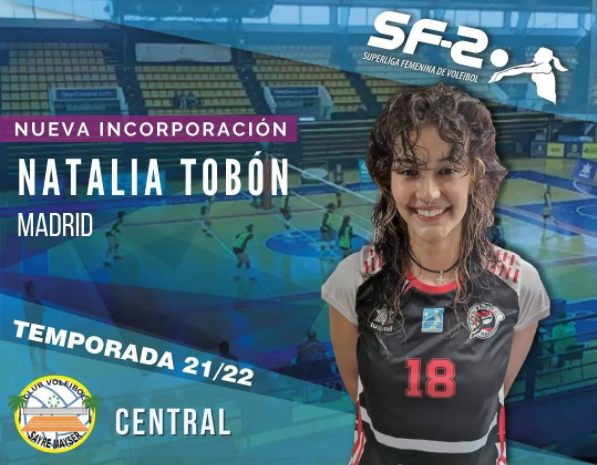 SF-2
SUPERLIGA FEMENINA DE VOLEIBOL
NUEVA INCORPORACIÓN
NATALIA TOBÓN
MADRID
18
TEMPORADA 21/22
CLUB VOLEIBOL
SAYRE-MAYSER
CENTRAL